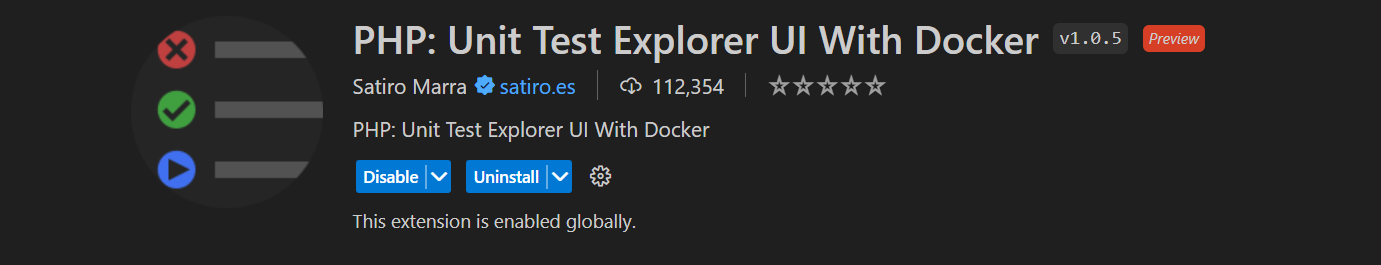 PHP: Unit Test Explorer UI With Docker v1.0.5 Preview
Satiro Marra satiro.es 112,354
PHP: Unit Test Explorer UI With Docker
Disable Uninstall
This extension is enabled globally.